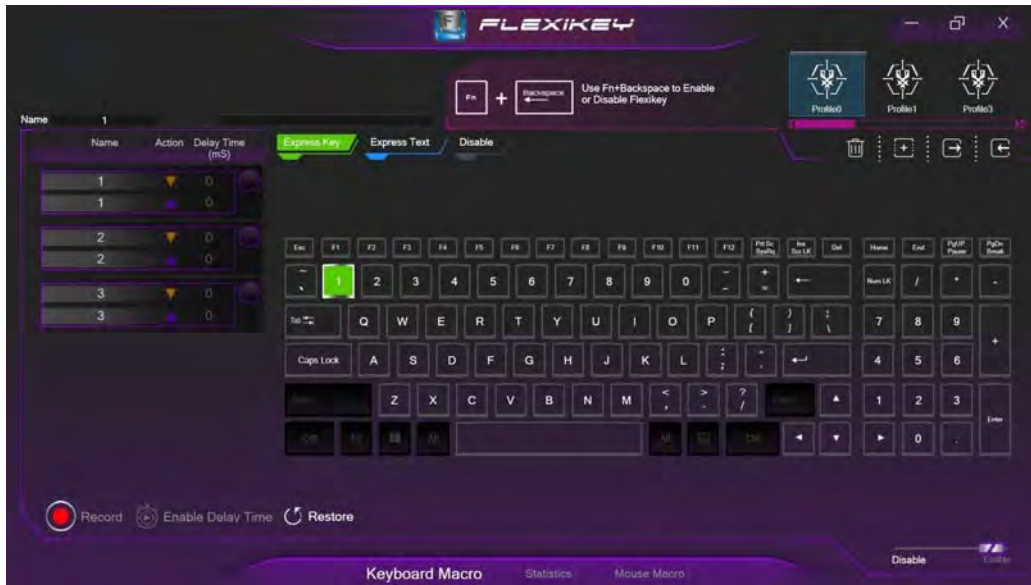 FLEXIKEY
Fn + Backspace Use Fn+Backspace to Enable
or Disable Flexikey
Profile0 Profile1 Profile3
Name 1
Name Action Delay Time
(mS)
Express Key Express Text Disable
1 0
1 0
2 0
2 0
3 0
3 0
Esc F1 F2 F3 F4 F5 F6 F7 F8 F9 F10 F11 F12 Prt Sc
SysRq Ins
Scr LK Del Home End PgUP
Pause PgDn
Break
~ ` 1 2 3 4 5 6 7 8 9 0 - _ + = Num LK / * -
Tab Q W E R T Y U I O P { [ } ] | \ 7 8 9 +
Caps Lock A S D F G H J K L : ; " ' 4 5 6
Z X C V B N M < , > . ? / 1 2 3 Enter
Ctrl Alt Alt Ctrl 0 .
Record Enable Delay Time Restore
Disable Enable
Keyboard Macro Statistics Mouse Macro